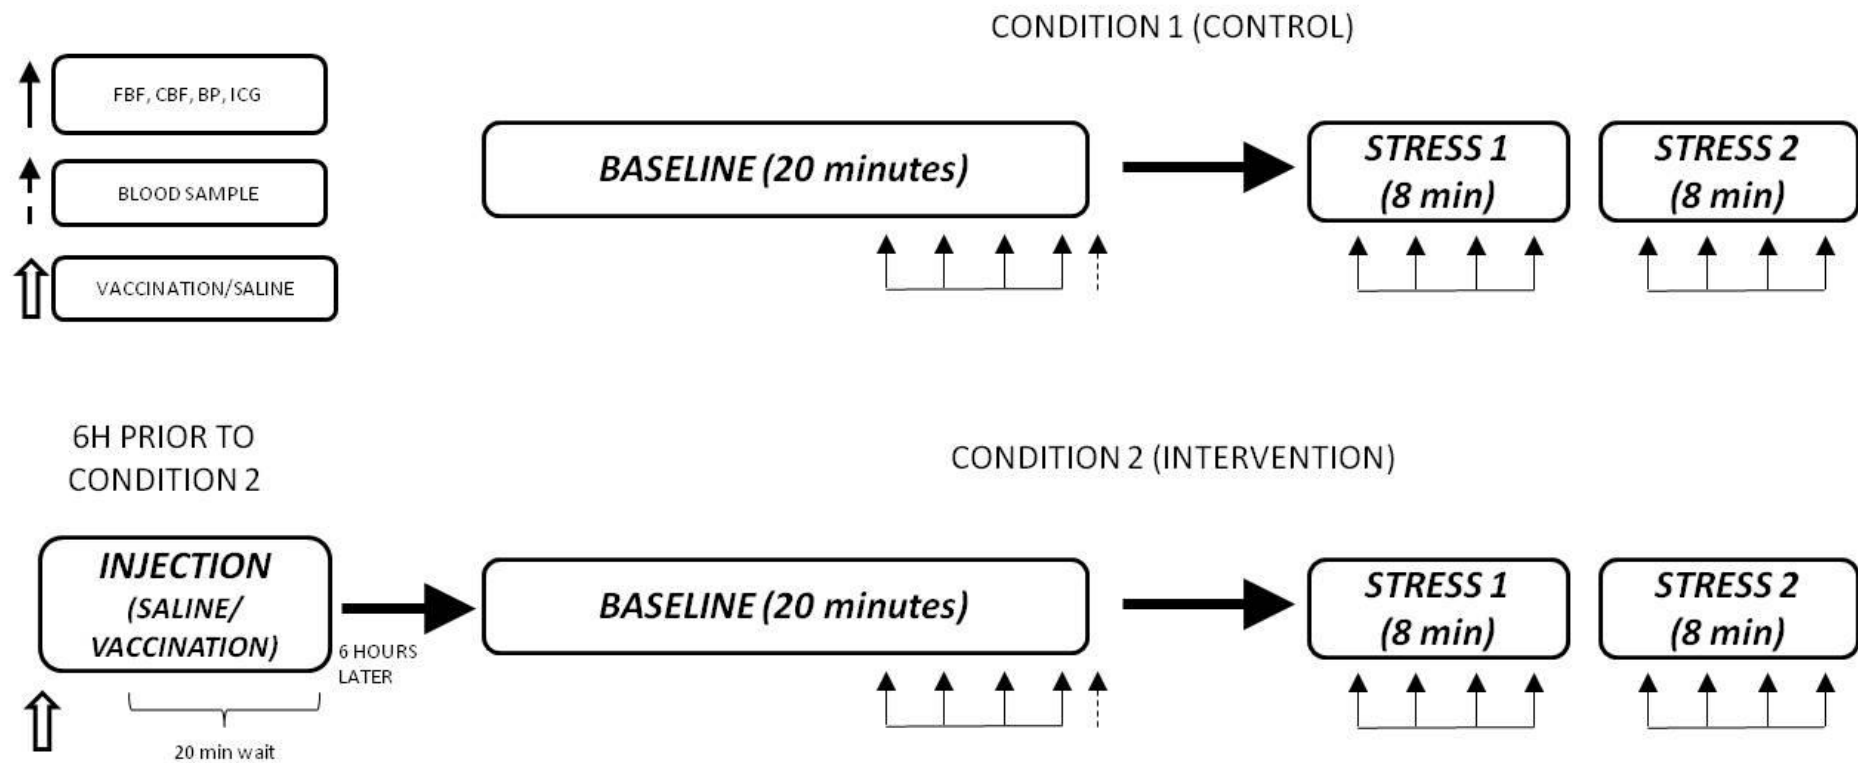 CONDITION 1 (CONTROL)
FBF, CBF, BP, ICG
BLOOD SAMPLE
VACCINATION/SALINE
BASELINE (20 minutes)
STRESS 1
(8 min)
STRESS 2
(8 min)
6H PRIOR TO
CONDITION 2
CONDITION 2 (INTERVENTION)
INJECTION
(SALINE/
VACCINATION)
6 HOURS
LATER
20 min wait
BASELINE (20 minutes)
STRESS 1
(8 min)
STRESS 2
(8 min)